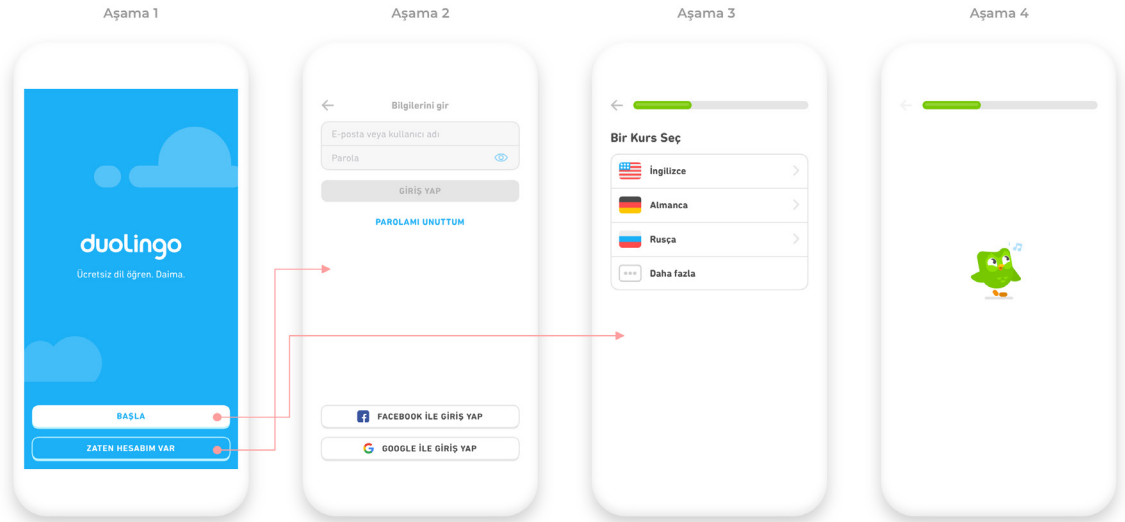 Aşama 1
Aşama 2
Aşama 3
Aşama 4
duolingo
Ücretsiz dil öğren. Daima.
BAŞLA
ZATEN HESABIM VAR
Bilgilerini gir
E-posta veya kullanıcı adı
Parola
GİRİŞ YAP
PAROLAMI UNUTTUM
FACEBOOK İLE GİRİŞ YAP
GOOGLE İLE GİRİŞ YAP
Bir Kurs Seç
İngilizce
Almanca
Rusça
Daha fazla